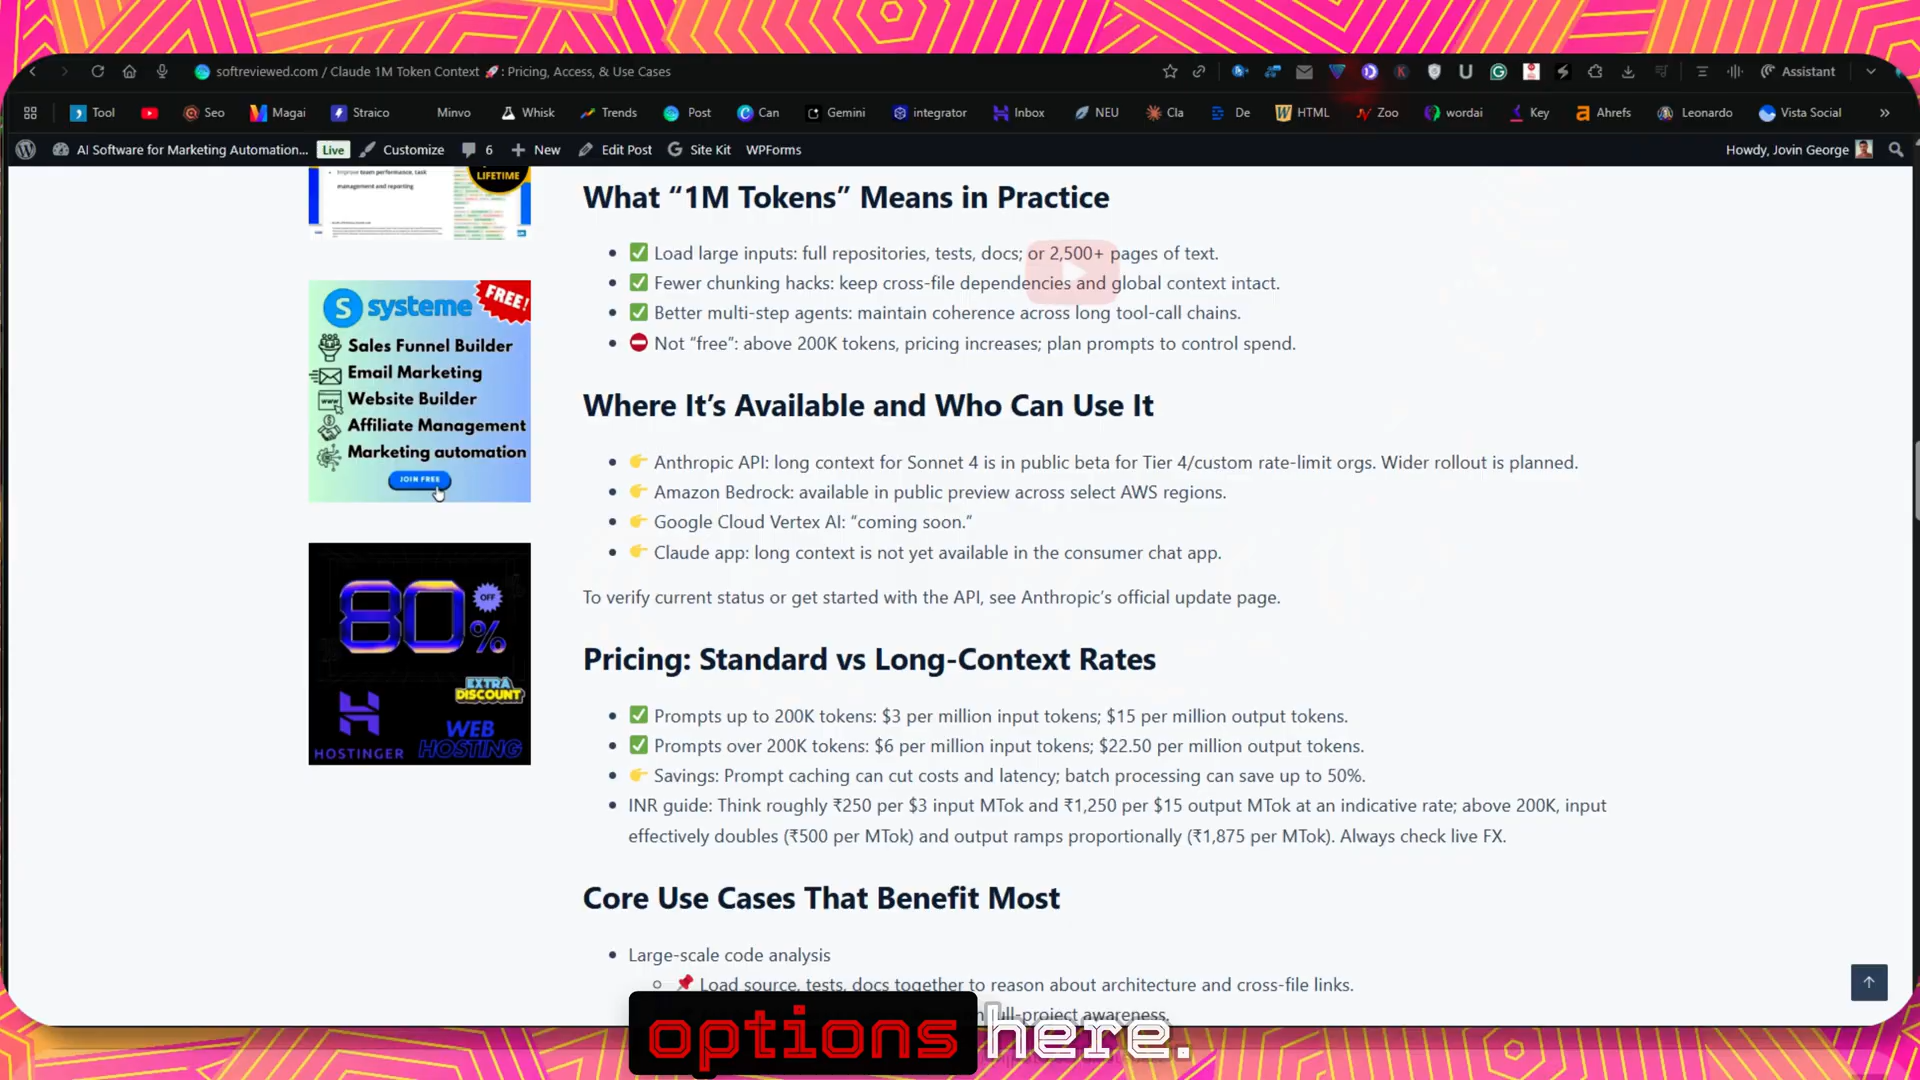 softreviewed.com / Claude 1M Token Context 🚀: Pricing, Access, & Use Cases
Assistant
Tool
Seo
Magai
Straico
Minvo
Whisk
Trends
Post
Can
Gemini
integrator
Inbox
NEU
Cla
De
HTML
Zoo
wordai
Key
Ahrefs
Leonardo
Vista Social
»
AI Software for Marketing Automation...
Live
Customize
6
New
Edit Post
Site Kit
WPForms
Howdy, Jovin George
Improve team performance, task
management and reporting
LIFETIME
systeme
FREE!
Sales Funnel Builder
Email Marketing
Website Builder
Affiliate Management
Marketing automation
JOIN FREE
80%
OFF
EXTRA
DISCOUNT
HOSTINGER
WEB
HOSTING
What “1M Tokens” Means in Practice
✅ Load large inputs: full repositories, tests, docs; or 2,500+ pages of text.
✅ Fewer chunking hacks: keep cross-file dependencies and global context intact.
✅ Better multi-step agents: maintain coherence across long tool-call chains.
⛔ Not “free”: above 200K tokens, pricing increases; plan prompts to control spend.
Where It’s Available and Who Can Use It
👉 Anthropic API: long context for Sonnet 4 is in public beta for Tier 4/custom rate-limit orgs. Wider rollout is planned.
👉 Amazon Bedrock: available in public preview across select AWS regions.
👉 Google Cloud Vertex AI: “coming soon.”
👉 Claude app: long context is not yet available in the consumer chat app.
To verify current status or get started with the API, see Anthropic’s official update page.
Pricing: Standard vs Long-Context Rates
✅ Prompts up to 200K tokens: $3 per million input tokens; $15 per million output tokens.
✅ Prompts over 200K tokens: $6 per million input tokens; $22.50 per million output tokens.
👉 Savings: Prompt caching can cut costs and latency; batch processing can save up to 50%.
INR guide: Think roughly ₹250 per $3 input MTok and ₹1,250 per $15 output MTok at an indicative rate; above 200K, input
effectively doubles (₹500 per MTok) and output ramps proportionally (₹1,875 per MTok). Always check live FX.
Core Use Cases That Benefit Most
Large-scale code analysis
📌 Load source, tests, docs together to reason about architecture and cross-file links.
full-project awareness.
options here.